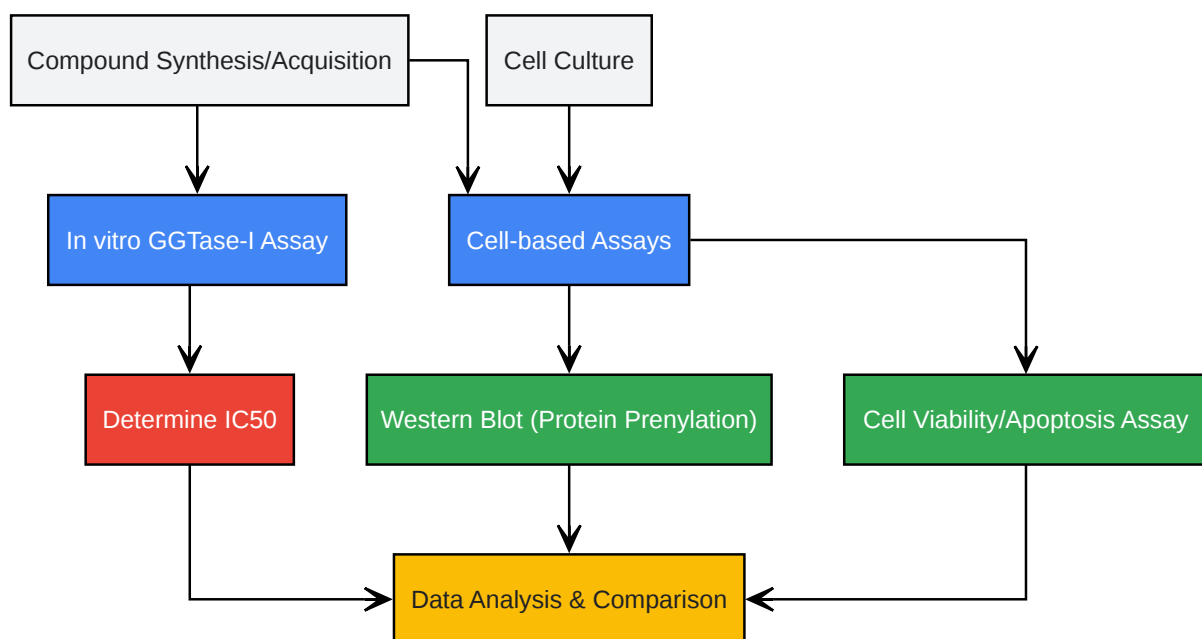 Compound Synthesis/Acquisition
Cell Culture
In vitro GGTase-I Assay
Cell-based Assays
Determine IC50
Western Blot (Protein Prenylation)
Cell Viability/Apoptosis Assay
Data Analysis & Comparison